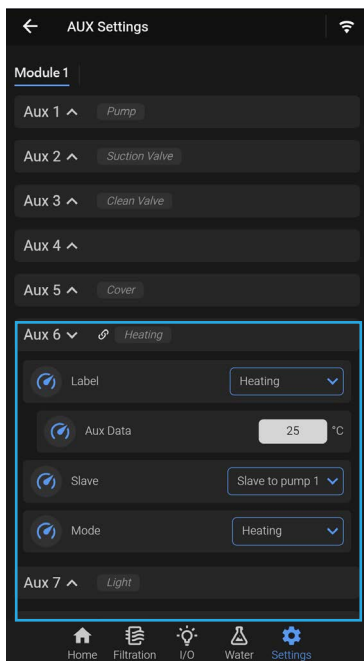 AUX Settings
Module 1
Aux 1 Pump
Aux 2 Suction Valve
Aux 3 Clean Valve
Aux 4
Aux 5 Cover
Aux 6 Heating
Label Heating
Aux Data 25 °C
Slave Slave to pump 1
Mode Heating
Aux 7 Light
Home Filtration I/O Water Settings